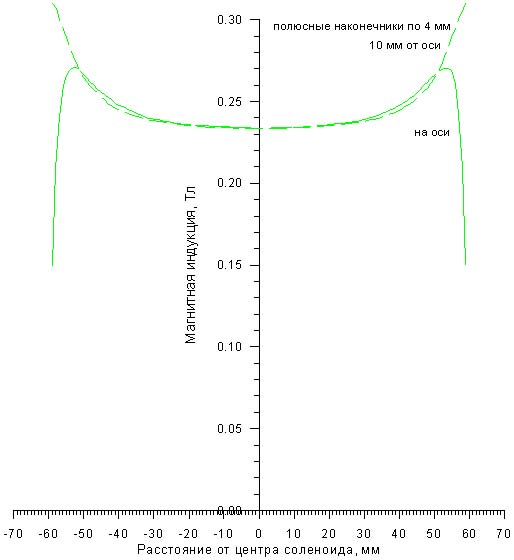 0.30
полюсные наконечники по 4 мм
10 мм от оси
0.25
на оси
0.20
Магнитная индукция, Тл
0.15
0.10
0.05
0.00
-70 -60 -50 -40 -30 -20 -10 0 10 20 30 40 50 60 70
Расстояние от центра соленоида, мм